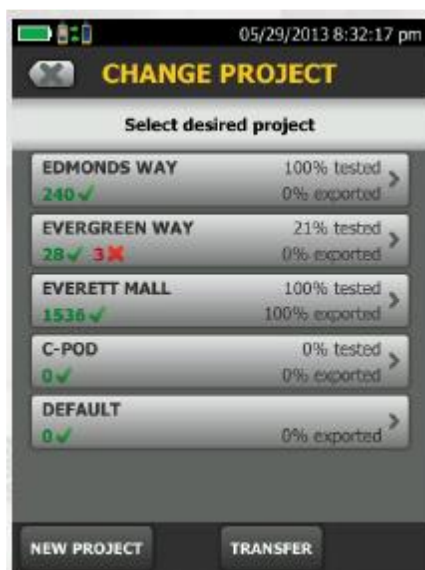 05/29/2013 8:32:17 pm
CHANGE PROJECT
Select desired project
EDMONDS WAY 100% tested
240 0% exported
EVERGREEN WAY 21% tested
28 3 0% exported
EVERETT MALL 100% tested
1536 100% exported
C-POD 0% tested
0 0% exported
DEFAULT
0 0% exported
NEW PROJECT TRANSFER